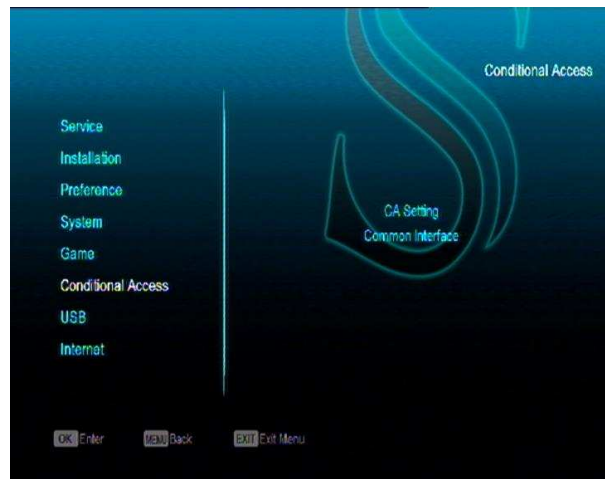 Conditional Access
Service
Installation
Preference
System
Game
Conditional Access
USB
Internet
CA Setting
Common Interface
OK Enter MENU Back EXIT Exit Menu